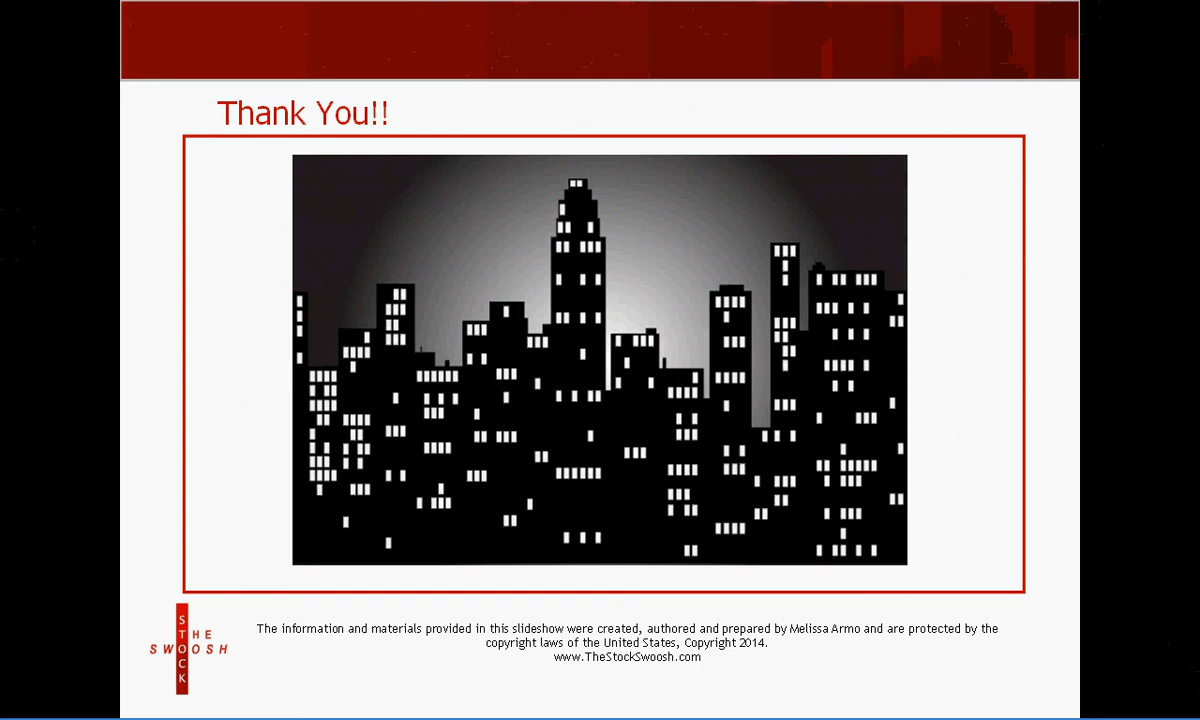 Thank You!!
The information and materials provided in this slideshow were created, authored and prepared by Melissa Armo and are protected by the
copyright laws of the United States, Copyright 2014.
www.TheStockSwoosh.com
THE
STOCK
SWOOSH